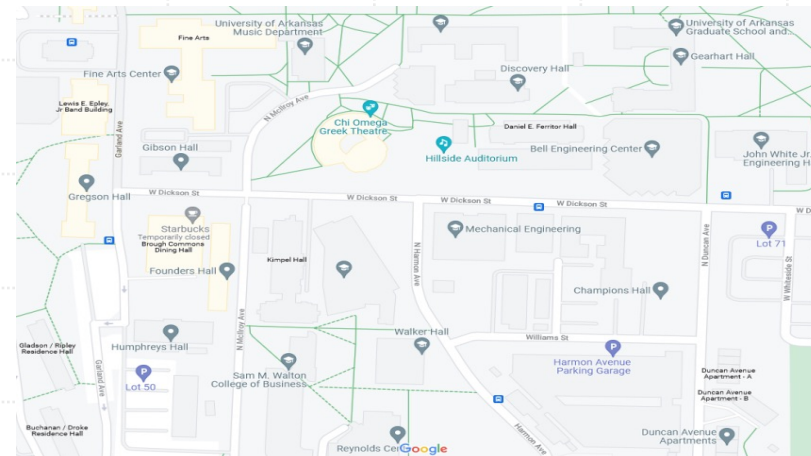 University of Arkansas
Music Department
University of Arkansas
Graduate School and...
Fine Arts
Gearhart Hall
Fine Arts Center
Discovery Hall
Lewis E. Epley,
Jr Band Building
N McIlroy Ave
Chi Omega
Greek Theatre
Daniel E. Ferritor Hall
Garland Ave
Gibson Hall
Hillside Auditorium
Bell Engineering Center
John White Jr.
Engineering H
Gregson Hall
W Dickson St
W Dickson St
W Dickson St
W Dickson St
W D
Starbucks
Temporarily closed
Brough Commons
Dining Hall
Mechanical Engineering
P
Lot 71
Founders Hall
Kimpel Hall
N Harmon Ave
N Duncan Ave
W Whiteside St
Champions Hall
N McIlroy Ave
Walker Hall
Williams St
Gladson / Ripley
Residence Hall
Humphreys Hall
P
Harmon Avenue
Parking Garage
Garland Ave
P
Lot 50
Sam M. Walton
College of Business
Duncan Avenue
Apartment - A
Duncan Avenue
Apartment - B
Buchanan / Droke
Residence Hall
Harmon Ave
Reynolds Ce
Google
Duncan Avenue
Apartments